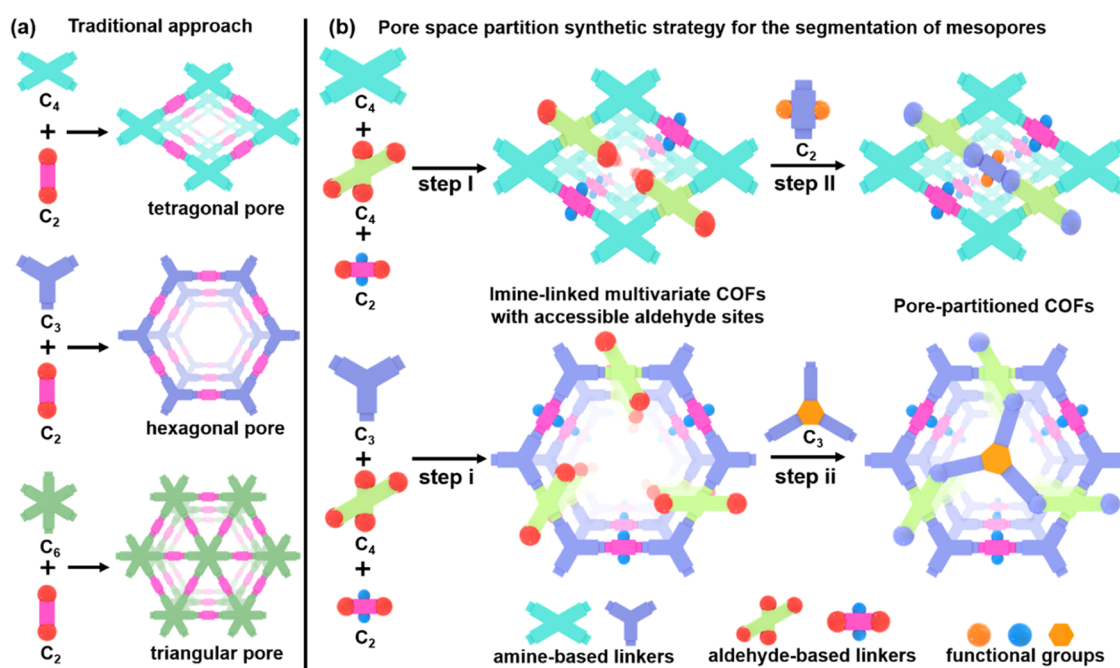 (a) Traditional approach
C4
+
C2
tetragonal pore
C3
+
C2
hexagonal pore
C6
+
C2
triangular pore
(b) Pore space partition synthetic strategy for the segmentation of mesopores
C4
+
C4
+
C2
step I
C2
step II
Imine-linked multivariate COFs
with accessible aldehyde sites
Pore-partitioned COFs
C3
+
C4
+
C2
step i
C3
step ii
amine-based linkers
aldehyde-based linkers
functional groups